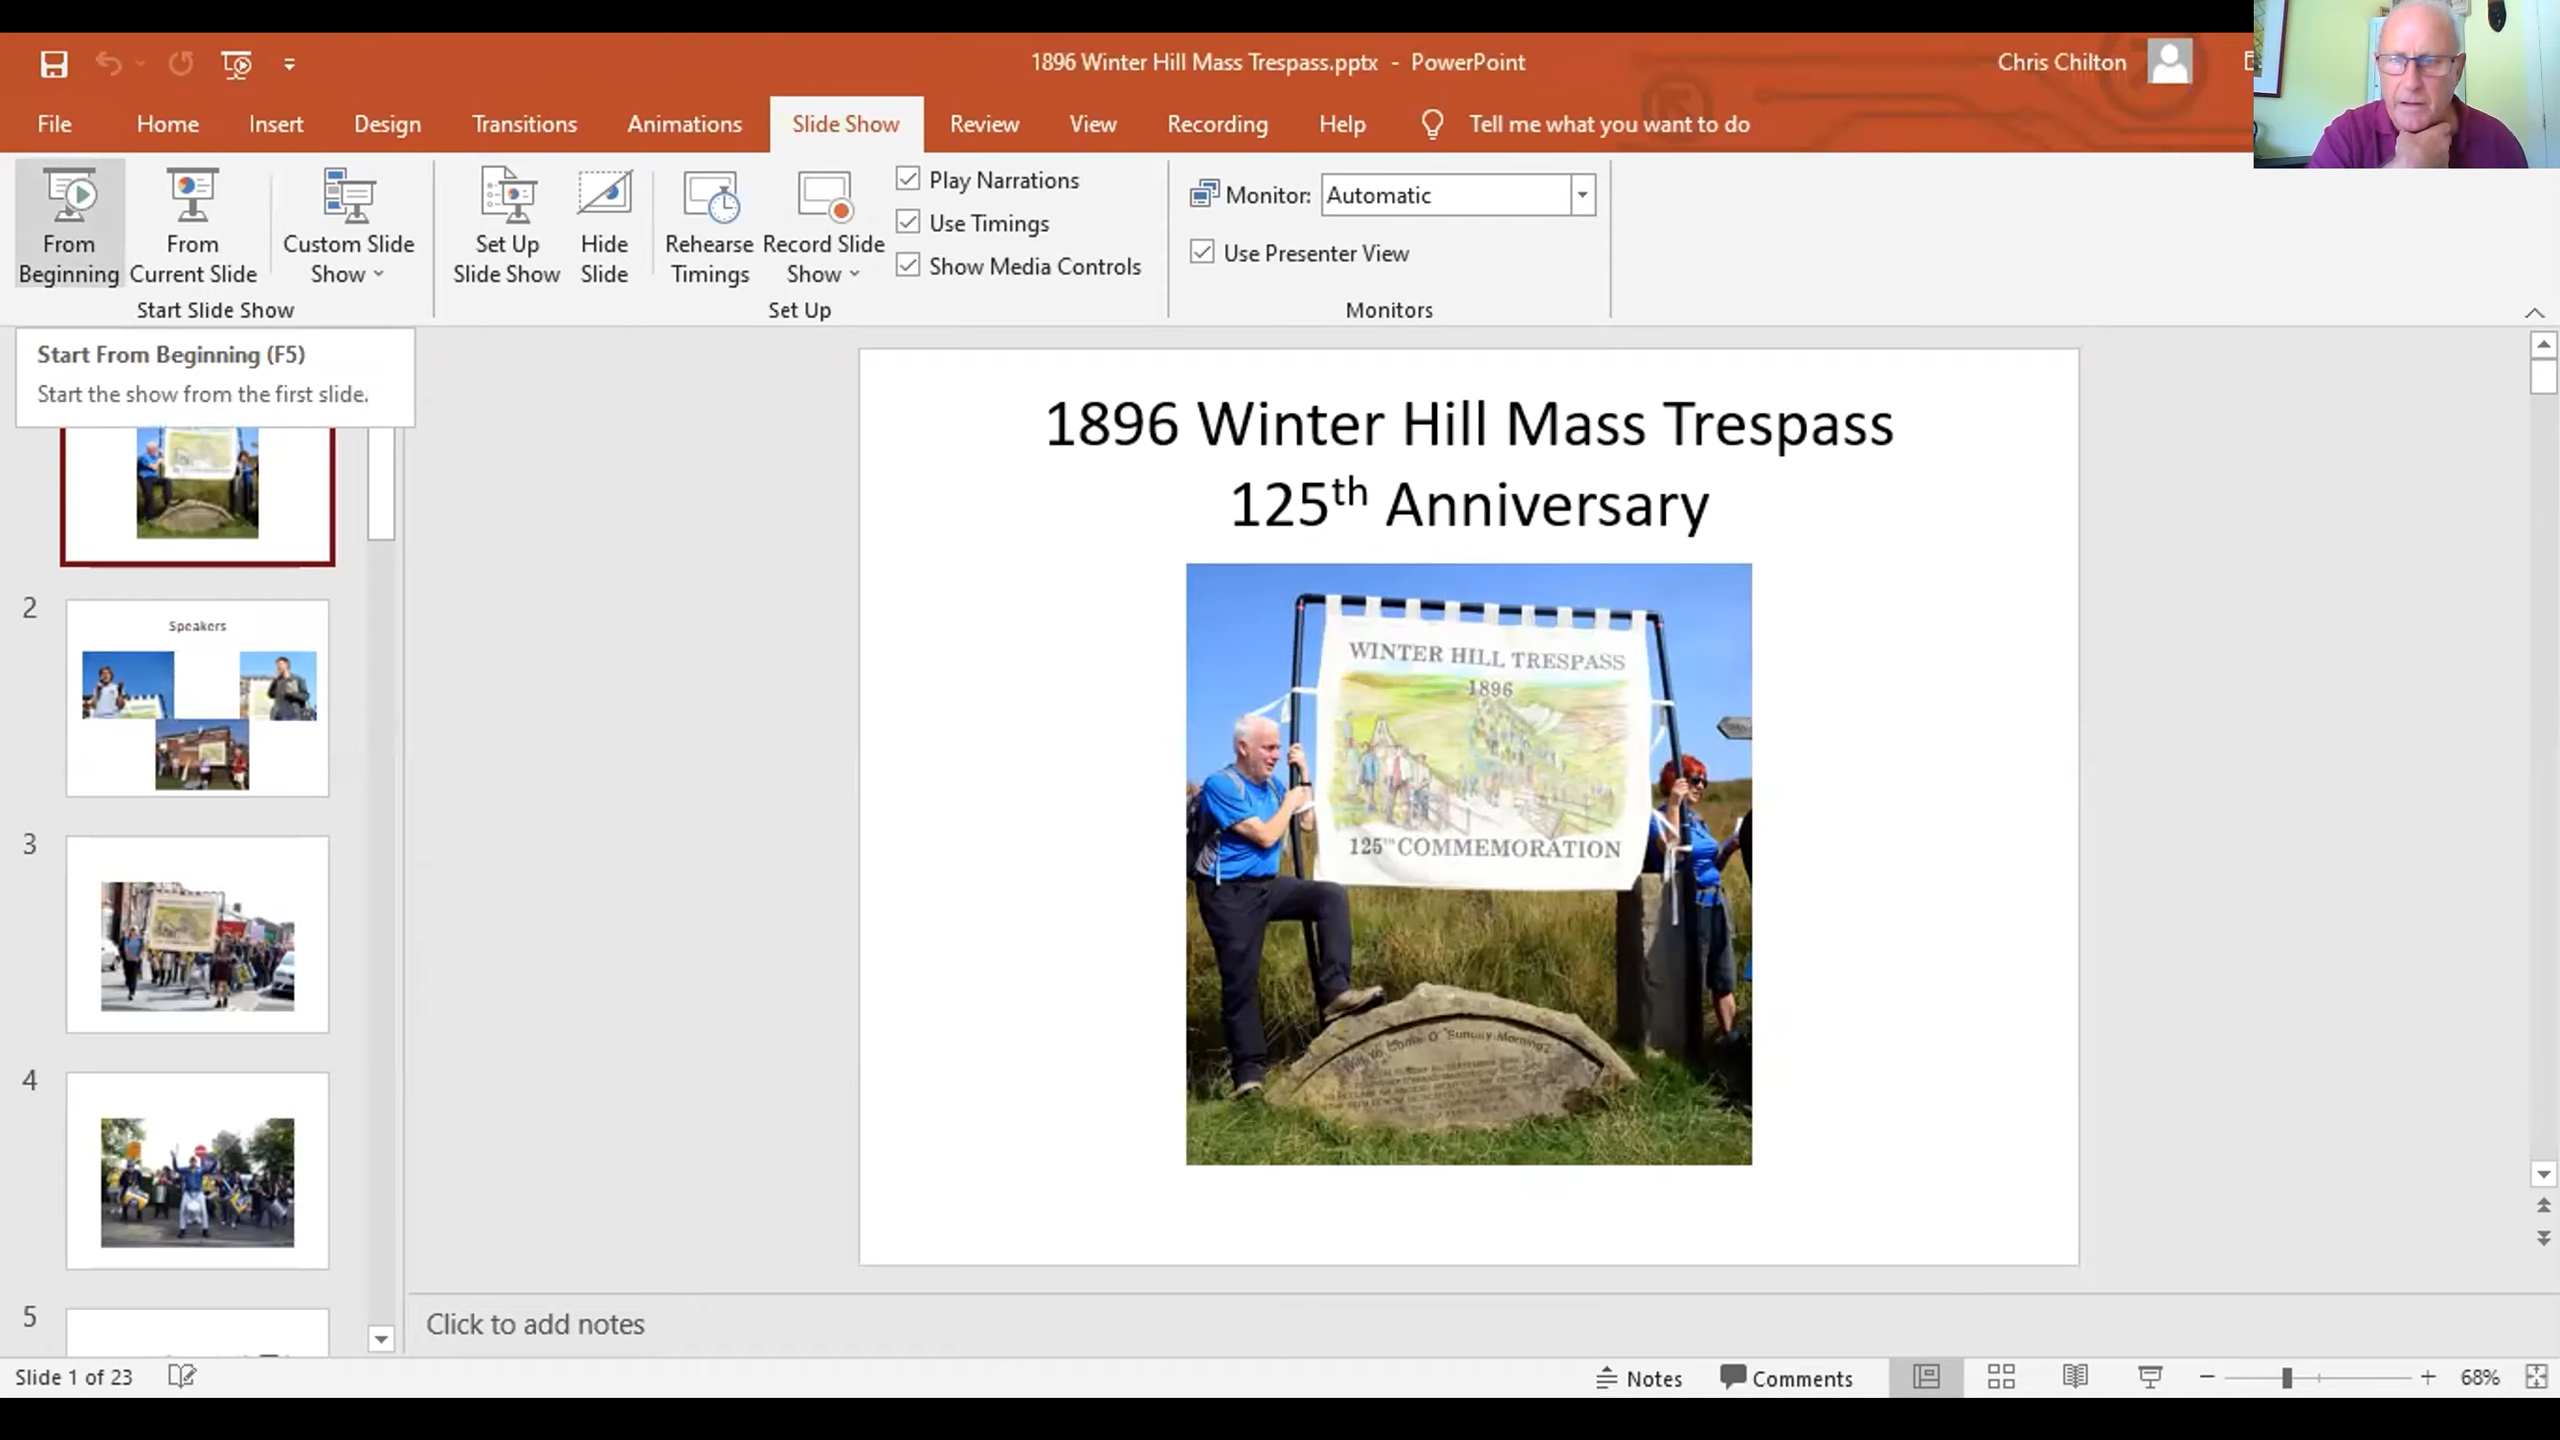 1896 Winter Hill Mass Trespass.pptx - PowerPoint
Chris Chilton
File Home Insert Design Transitions Animations Slide Show Review View Recording Help Tell me what you want to do
From Beginning
From Current Slide
Custom Slide Show
Start Slide Show
Set Up Slide Show
Hide Slide
Rehearse Timings
Record Slide Show
Play Narrations
Use Timings
Show Media Controls
Set Up
Monitor: Automatic
Use Presenter View
Monitors
Start From Beginning (F5)
Start the show from the first slide.
2
Speakers
3
4
5
1896 Winter Hill Mass Trespass
125th Anniversary
WINTER HILL TRESPASS
1896
125TH COMMEMORATION
Come O' Sunday Morning?
Click to add notes
Slide 1 of 23
Notes Comments 68%